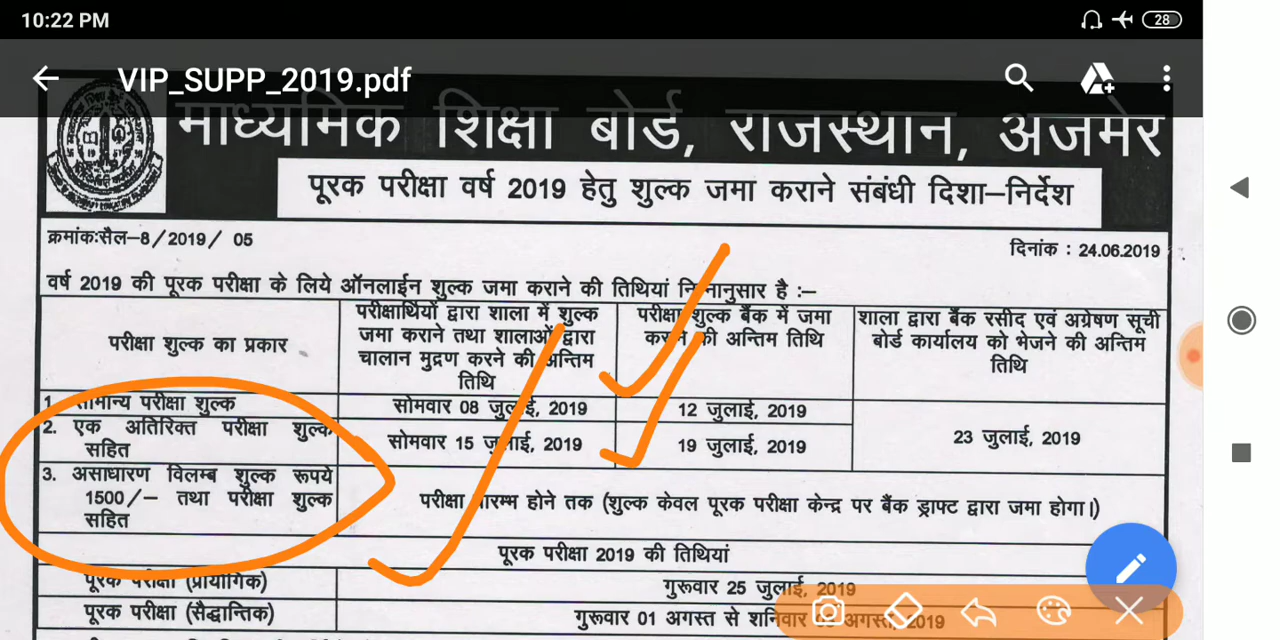 10:22 PM
28
VIP_SUPP_2019.pdf
माध्यमिक शिक्षा बोर्ड, राजस्थान, अजमेर
पूरक परीक्षा वर्ष 2019 हेतु शुल्क जमा कराने संबंधी दिशा–निर्देश
क्रमांक:सैल–8/2019/ 05
दिनांक : 24.06.2019
वर्ष 2019 की पूरक परीक्षा के लिये ऑनलाईन शुल्क जमा कराने की तिथियां निम्नानुसार है :–
परीक्षा शुल्क का प्रकार
परीक्षार्थियों द्वारा शाला में शुल्क
जमा कराने तथा शालाओं द्वारा
चालान मुद्रण करने की अन्तिम
तिथि
परीक्षा शुल्क बैंक में जमा
कराने की अन्तिम तिथि
शाला द्वारा बैंक रसीद एवं अग्रेषण सूची
बोर्ड कार्यालय को भेजने की अन्तिम
तिथि
1. सामान्य परीक्षा शुल्क
सोमवार 08 जुलाई, 2019
12 जुलाई, 2019
23 जुलाई, 2019
2. एक अतिरिक्त परीक्षा शुल्क
सहित
सोमवार 15 जुलाई, 2019
19 जुलाई, 2019
3. असाधारण विलम्ब शुल्क रूपये
1500/– तथा परीक्षा शुल्क
सहित
परीक्षा प्रारम्भ होने तक (शुल्क केवल पूरक परीक्षा केन्द्र पर बैंक ड्राफ्ट द्वारा जमा होगा।)
पूरक परीक्षा 2019 की तिथियां
पूरक परीक्षा (प्रायोगिक)
गुरूवार 25 जुलाई, 2019
पूरक परीक्षा (सैद्धान्तिक)
गुरूवार 01 अगस्त से शनिवार अगस्त, 2019